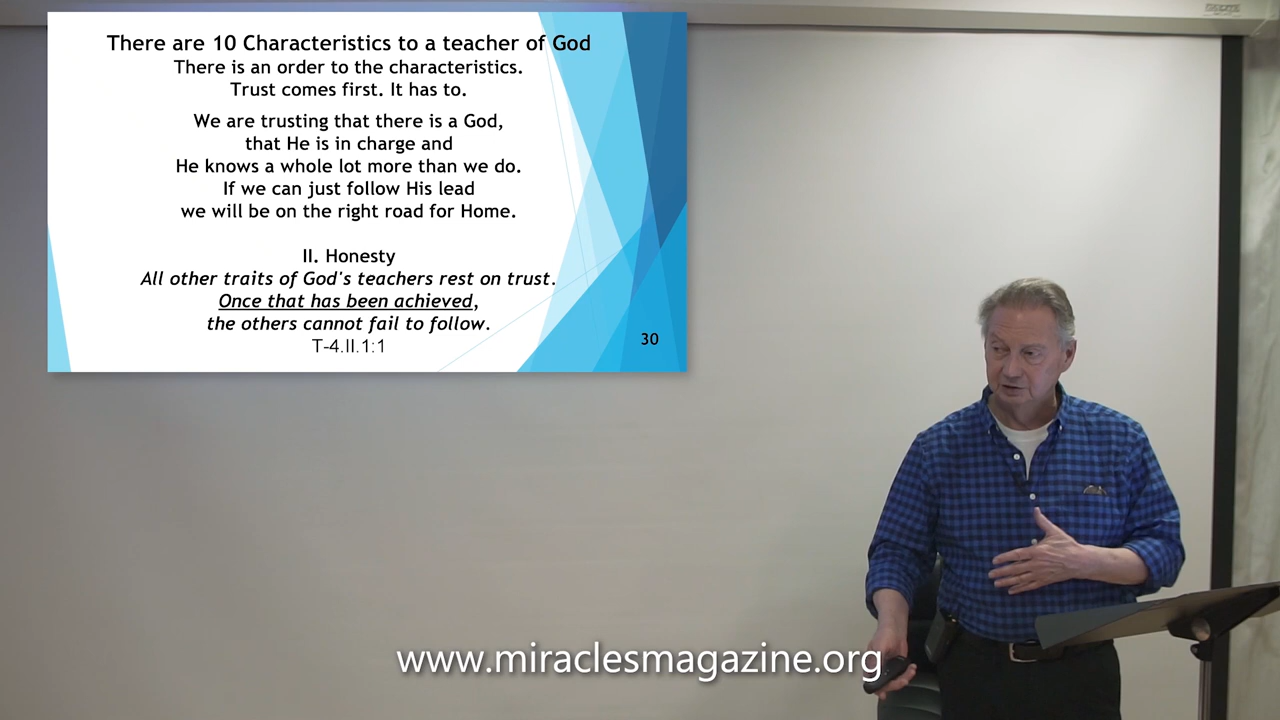 There are 10 Characteristics to a teacher of God
There is an order to the characteristics.
Trust comes first. It has to.
We are trusting that there is a God,
that He is in charge and
He knows a whole lot more than we do.
If we can just follow His lead
we will be on the right road for Home.
II. Honesty
All other traits of God's teachers rest on trust.
Once that has been achieved,
the others cannot fail to follow.
T-4.II.1:1
30
www.miraclesmagazine.org